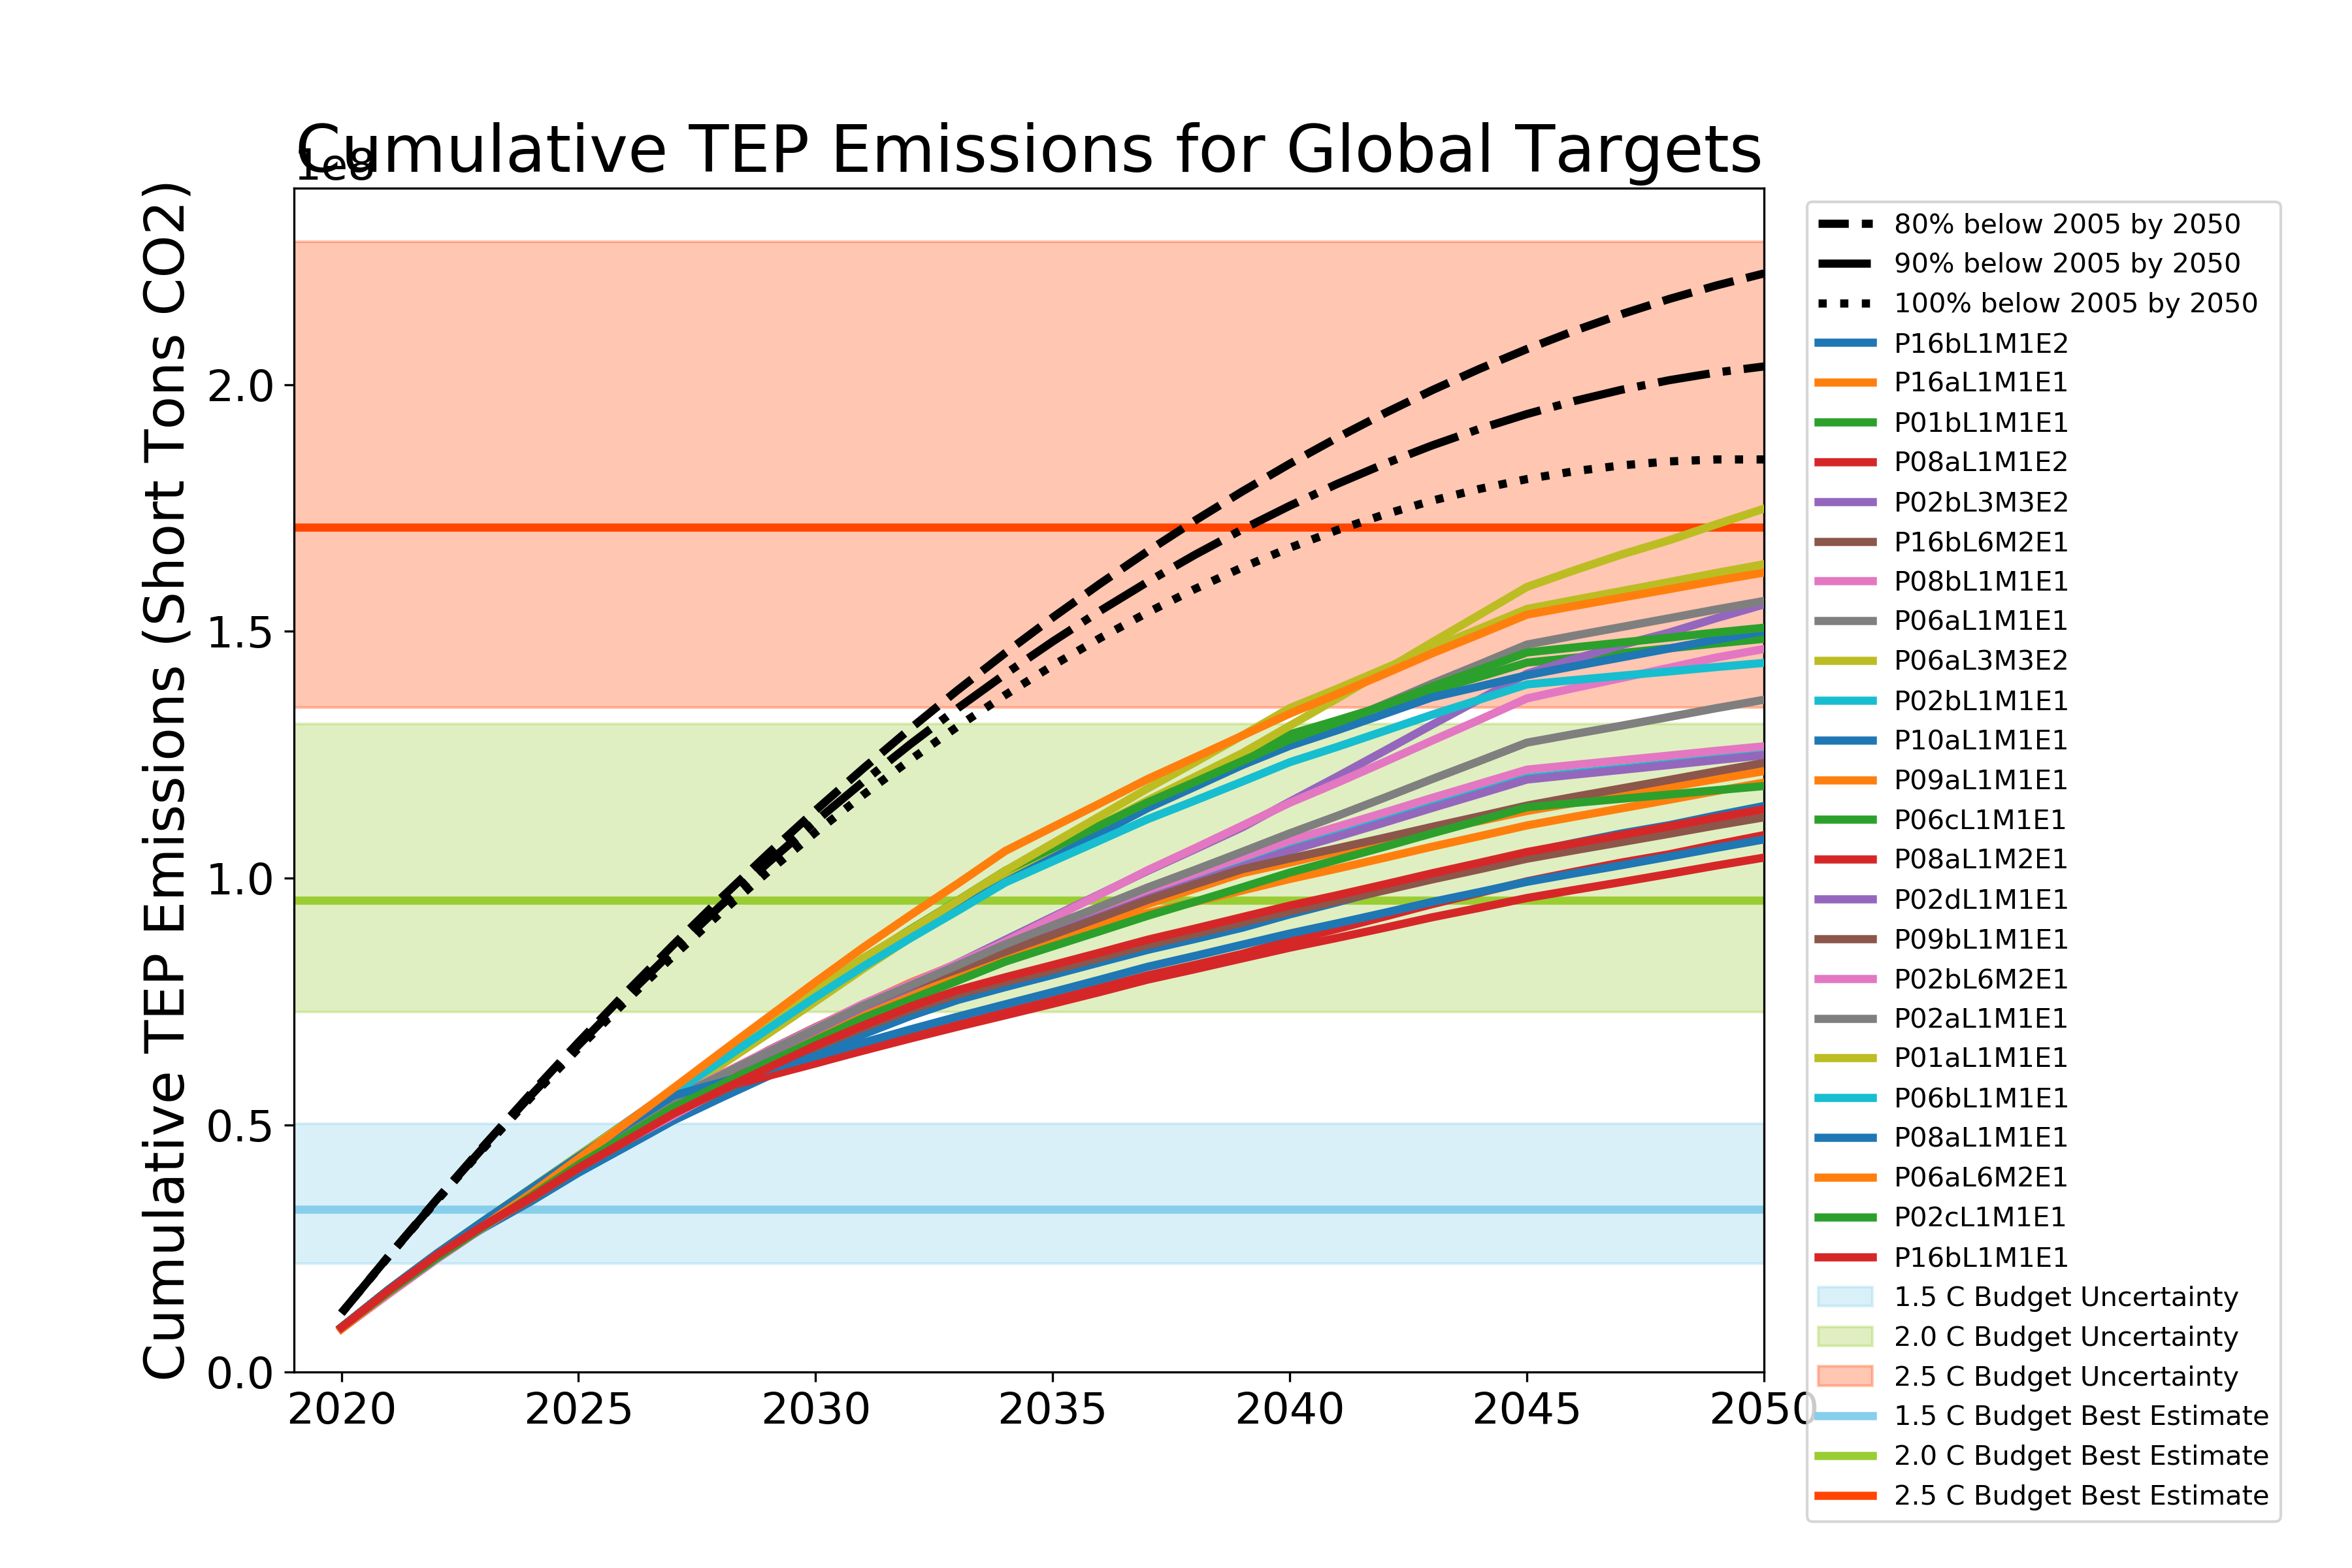 Cumulative TEP Emissions for Global Targets
1e8
Cumulative TEP Emissions (Short Tons CO2)
2.0
1.5
1.0
0.5
0.0
2020 2025 2030 2035 2040 2045 2050
80% below 2005 by 2050
90% below 2005 by 2050
100% below 2005 by 2050
P16bL1M1E2
P16aL1M1E1
P01bL1M1E1
P08aL1M1E2
P02bL3M3E2
P16bL6M2E1
P08bL1M1E1
P06aL1M1E1
P06aL3M3E2
P02bL1M1E1
P10aL1M1E1
P09aL1M1E1
P06cL1M1E1
P08aL1M2E1
P02dL1M1E1
P09bL1M1E1
P02bL6M2E1
P02aL1M1E1
P01aL1M1E1
P06bL1M1E1
P08aL1M1E1
P06aL6M2E1
P02cL1M1E1
P16bL1M1E1
1.5 C Budget Uncertainty
2.0 C Budget Uncertainty
2.5 C Budget Uncertainty
1.5 C Budget Best Estimate
2.0 C Budget Best Estimate
2.5 C Budget Best Estimate